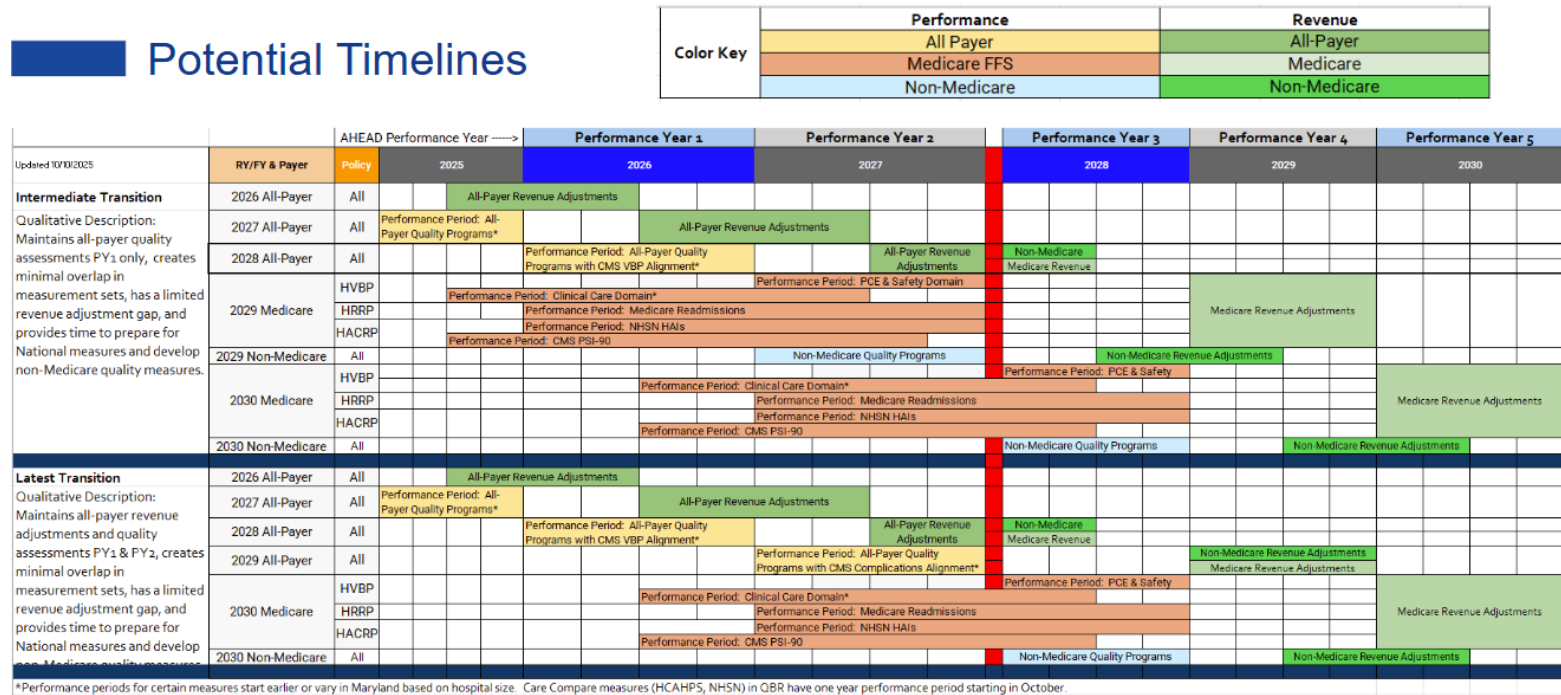 Potential Timelines
Color Key
Performance
Revenue
All Payer
All-Payer
Medicare FFS
Medicare
Non-Medicare
Non-Medicare
AHEAD Performance Year ----->
Performance Year 1
Performance Year 2
Performance Year 3
Performance Year 4
Performance Year 5
Updated 10/10/2025
RY/FY & Payer
Policy
2025
2026
2027
2028
2029
2030
Intermediate Transition
Qualitative Description:
Maintains all-payer quality
assessments PY1 only, creates
minimal overlap in
measurement sets, has a limited
revenue adjustment gap, and
provides time to prepare for
National measures and develop
non-Medicare quality measures.
2026 All-Payer
All
All-Payer Revenue Adjustments
2027 All-Payer
All
Performance Period: All-
Payer Quality Programs*
All-Payer Revenue Adjustments
2028 All-Payer
All
Performance Period: All-Payer Quality
Programs with CMS VBP Alignment*
All-Payer Revenue
Adjustments
Non-Medicare
Medicare Revenue
2029 Medicare
HVBP
Performance Period: PCE & Safety Domain
Performance Period: Clinical Care Domain*
HRRP
Performance Period: Medicare Readmissions
HACRP
Performance Period: NHSN HAIs
Performance Period: CMS PSI-90
Medicare Revenue Adjustments
2029 Non-Medicare
All
Non-Medicare Quality Programs
Non-Medicare Revenue Adjustments
2030 Medicare
HVBP
Performance Period: PCE & Safety
Performance Period: Clinical Care Domain*
HRRP
Performance Period: Medicare Readmissions
HACRP
Performance Period: NHSN HAIs
Performance Period: CMS PSI-90
Medicare Revenue Adjustments
2030 Non-Medicare
All
Non-Medicare Quality Programs
Non-Medicare Revenue Adjustments
Latest Transition
Qualitative Description:
Maintains all-payer revenue
adjustments and quality
assessments PY1 & PY2, creates
minimal overlap in
measurement sets, has a limited
revenue adjustment gap, and
provides time to prepare for
National measures and develop
non-Medicare quality measures
2026 All-Payer
All
All-Payer Revenue Adjustments
2027 All-Payer
All
Performance Period: All-
Payer Quality Programs*
All-Payer Revenue Adjustments
2028 All-Payer
All
Performance Period: All-Payer Quality
Programs with CMS VBP Alignment*
All-Payer Revenue
Adjustments
Non-Medicare
Medicare Revenue
2029 All-Payer
All
Performance Period: All-Payer Quality
Programs with CMS Complications Alignment*
Non-Medicare Revenue Adjustments
Medicare Revenue Adjustments
2030 Medicare
HVBP
Performance Period: PCE & Safety
Performance Period: Clinical Care Domain*
HRRP
Performance Period: Medicare Readmissions
HACRP
Performance Period: NHSN HAIs
Performance Period: CMS PSI-90
Medicare Revenue Adjustments
2030 Non-Medicare
All
Non-Medicare Quality Programs
Non-Medicare Revenue Adjustments
*Performance periods for certain measures start earlier or vary in Maryland based on hospital size. Care Compare measures (HCAHPS, NHSN) in QBR have one year performance period starting in October.